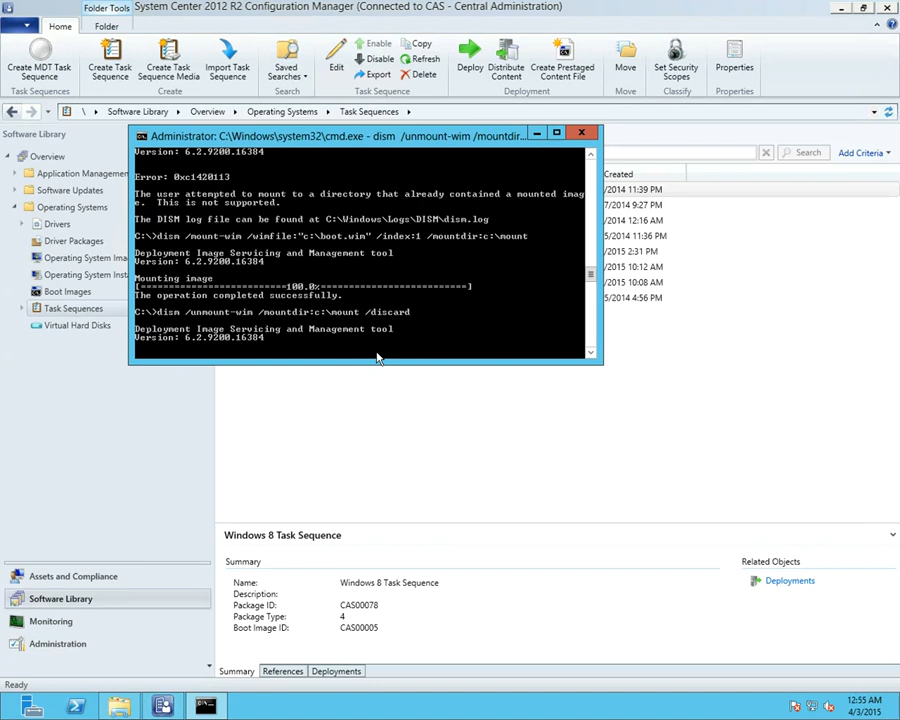 Folder Tools
System Center 2012 R2 Configuration Manager (Connected to CAS - Central Administration)
Home
Folder
Create MDT Task
Sequence
Create Task
Sequence
Create Task
Sequence Media
Import Task
Sequence
Saved
Searches
Edit
Enable
Disable
Export
Copy
Refresh
Delete
Deploy
Distribute
Content
Create Prestaged
Content File
Move
Set Security
Scopes
Properties
Task Sequences
Create
Search
Task Sequence
Deployment
Move
Classify
Properties
\ Software Library Overview Operating Systems Task Sequences
Software Library
Overview
Application Managemen
Software Updates
Operating Systems
Drivers
Driver Packages
Operating System Ima
Operating System Inst
Boot Images
Task Sequences
Virtual Hard Disks
Administrator: C:\Windows\system32\cmd.exe - dism /unmount-wim /mountdir...
Version: 6.2.9200.16384
Error: 0xc1420113
The user attempted to mount to a directory that already contained a mounted imag
e. This is not supported.
The DISM log file can be found at C:\Windows\Logs\DISM\dism.log
C:\>dism /mount-wim /wimfile:"c:\boot.wim" /index:1 /mountdir:c:\mount
Deployment Image Servicing and Management tool
Version: 6.2.9200.16384
Mounting image
[==========================100.0%==========================]
The operation completed successfully.
C:\>dism /unmount-wim /mountdir:c:\mount /discard
Deployment Image Servicing and Management tool
Version: 6.2.9200.16384
Search
Add Criteria
Created
/2014 11:39 PM
/2014 9:27 PM
/2014 12:16 AM
/2014 11:36 PM
/2015 2:31 PM
/2015 10:12 AM
/2015 10:08 AM
/2015 4:56 PM
Windows 8 Task Sequence
Summary
Name: Windows 8 Task Sequence
Description:
Package ID: CAS00078
Package Type: 4
Boot Image ID: CAS00005
Related Objects
Deployments
Assets and Compliance
Software Library
Monitoring
Administration
Summary References Deployments
Ready
12:55 AM
4/3/2015